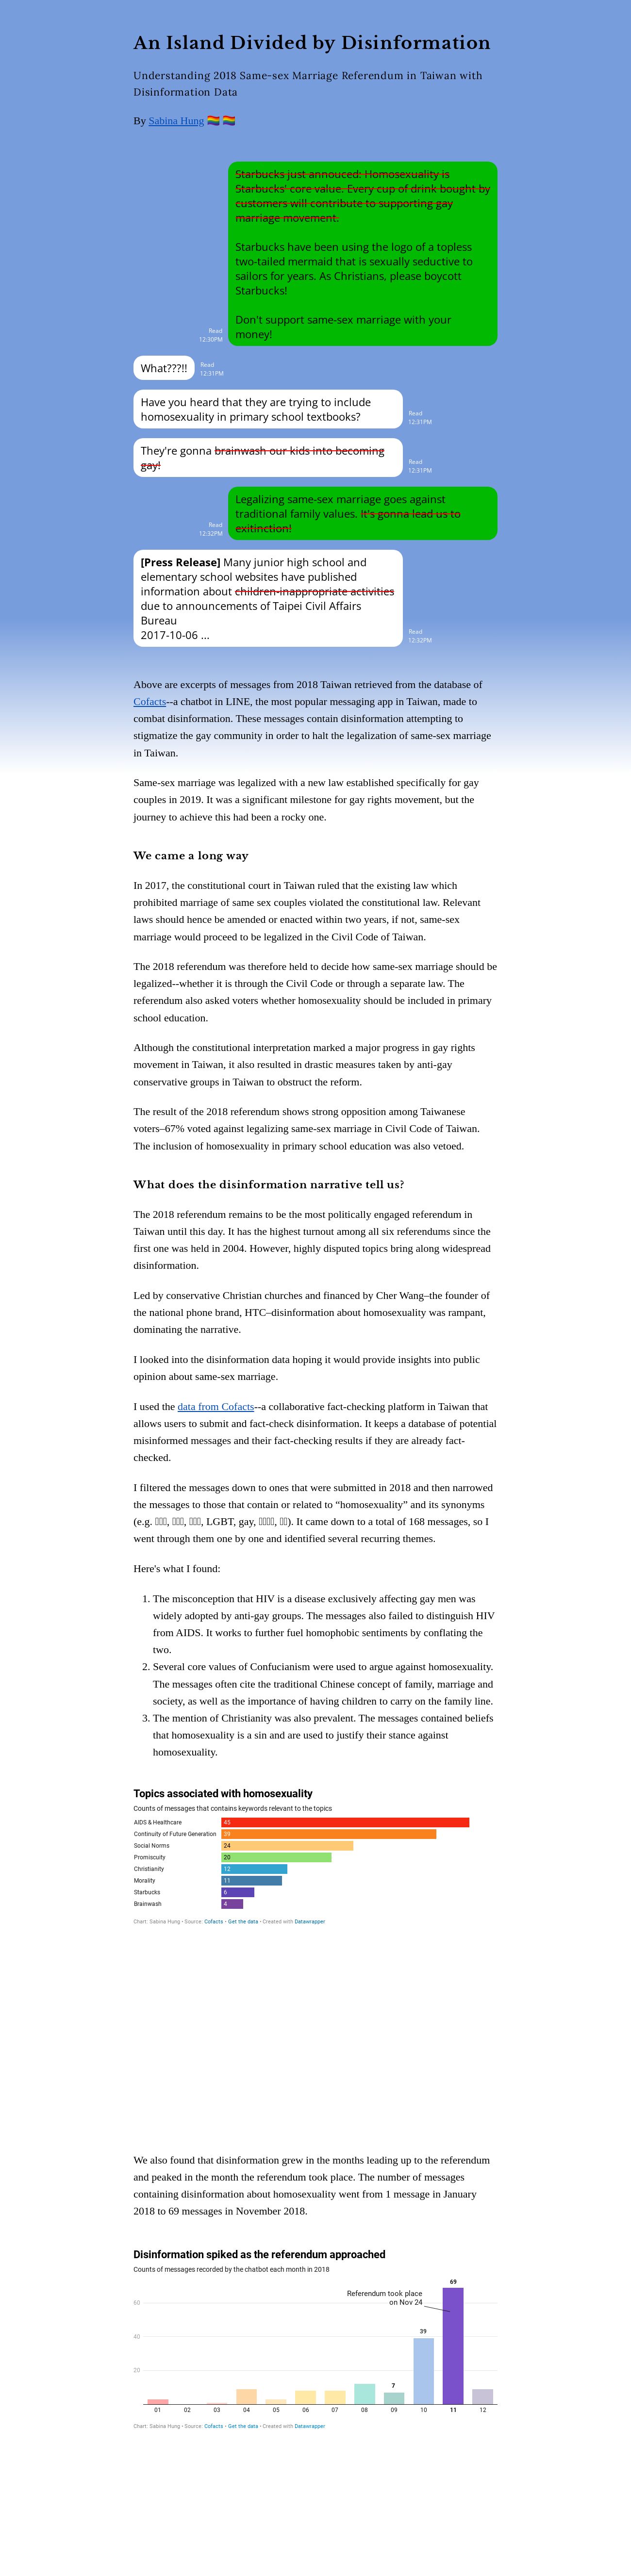 An Island Divided by Disinformation
Understanding 2018 Same-sex Marriage Referendum in Taiwan with
Disinformation Data
By Sabina Hung 🏳️‍🌈 🏳️‍🌈
Starbucks just annouced: Homosexuality is
Starbucks' core value. Every cup of drink bought by
customers will contribute to supporting gay
marriage movement.
Starbucks have been using the logo of a topless
two-tailed mermaid that is sexually seductive to
sailors for years. As Christians, please boycott
Starbucks!
Don't support same-sex marriage with your
money!
Read
12:30PM
What???!!
Read
12:31PM
Have you heard that they are trying to include
homosexuality in primary school textbooks?
Read
12:31PM
They're gonna brainwash our kids into becoming
gay!
Read
12:31PM
Legalizing same-sex marriage goes against
traditional family values. It's gonna lead us to
exitinction!
Read
12:32PM
[Press Release] Many junior high school and
elementary school websites have published
information about children-inappropriate activities
due to announcements of Taipei Civil Affairs
Bureau
2017-10-06 ...
Read
12:32PM
Above are excerpts of messages from 2018 Taiwan retrieved from the database of
Cofacts--a chatbot in LINE, the most popular messaging app in Taiwan, made to
combat disinformation. These messages contain disinformation attempting to
stigmatize the gay community in order to halt the legalization of same-sex marriage
in Taiwan.
Same-sex marriage was legalized with a new law established specifically for gay
couples in 2019. It was a significant milestone for gay rights movement, but the
journey to achieve this had been a rocky one.
We came a long way
In 2017, the constitutional court in Taiwan ruled that the existing law which
prohibited marriage of same sex couples violated the constitutional law. Relevant
laws should hence be amended or enacted within two years, if not, same-sex
marriage would proceed to be legalized in the Civil Code of Taiwan.
The 2018 referendum was therefore held to decide how same-sex marriage should be
legalized--whether it is through the Civil Code or through a separate law. The
referendum also asked voters whether homosexuality should be included in primary
school education.
Although the constitutional interpretation marked a major progress in gay rights
movement in Taiwan, it also resulted in drastic measures taken by anti-gay
conservative groups in Taiwan to obstruct the reform.
The result of the 2018 referendum shows strong opposition among Taiwanese
voters–67% voted against legalizing same-sex marriage in Civil Code of Taiwan.
The inclusion of homosexuality in primary school education was also vetoed.
What does the disinformation narrative tell us?
The 2018 referendum remains to be the most politically engaged referendum in
Taiwan until this day. It has the highest turnout among all six referendums since the
first one was held in 2004. However, highly disputed topics bring along widespread
disinformation.
Led by conservative Christian churches and financed by Cher Wang–the founder of
the national phone brand, HTC–disinformation about homosexuality was rampant,
dominating the narrative.
I looked into the disinformation data hoping it would provide insights into public
opinion about same-sex marriage.
I used the data from Cofacts--a collaborative fact-checking platform in Taiwan that
allows users to submit and fact-check disinformation. It keeps a database of potential
misinformed messages and their fact-checking results if they are already fact-
checked.
I filtered the messages down to ones that were submitted in 2018 and then narrowed
the messages to those that contain or related to “homosexuality” and its synonyms
(e.g. , , , LGBT, gay, , ). It came down to a total of 168 messages, so I
went through them one by one and identified several recurring themes.
Here's what I found:
1. The misconception that HIV is a disease exclusively affecting gay men was
widely adopted by anti-gay groups. The messages also failed to distinguish HIV
from AIDS. It works to further fuel homophobic sentiments by conflating the
two.
2. Several core values of Confucianism were used to argue against homosexuality.
The messages often cite the traditional Chinese concept of family, marriage and
society, as well as the importance of having children to carry on the family line.
3. The mention of Christianity was also prevalent. The messages contained beliefs
that homosexuality is a sin and are used to justify their stance against
homosexuality.
Topics associated with homosexuality
Counts of messages that contains keywords relevant to the topics
AIDS & Healthcare 45
Continuity of Future Generation 39
Social Norms 24
Promiscuity 20
Christianity 12
Morality 11
Starbucks 6
Brainwash 4
Chart: Sabina Hung • Source: Cofacts • Get the data • Created with Datawrapper
We also found that disinformation grew in the months leading up to the referendum
and peaked in the month the referendum took place. The number of messages
containing disinformation about homosexuality went from 1 message in January
2018 to 69 messages in November 2018.
Disinformation spiked as the referendum approached
Counts of messages recorded by the chatbot each month in 2018
69
Referendum took place
on Nov 24
60
39
40
20
7
01 02 03 04 05 06 07 08 09 10 11 12
Chart: Sabina Hung • Source: Cofacts • Get the data • Created with Datawrapper